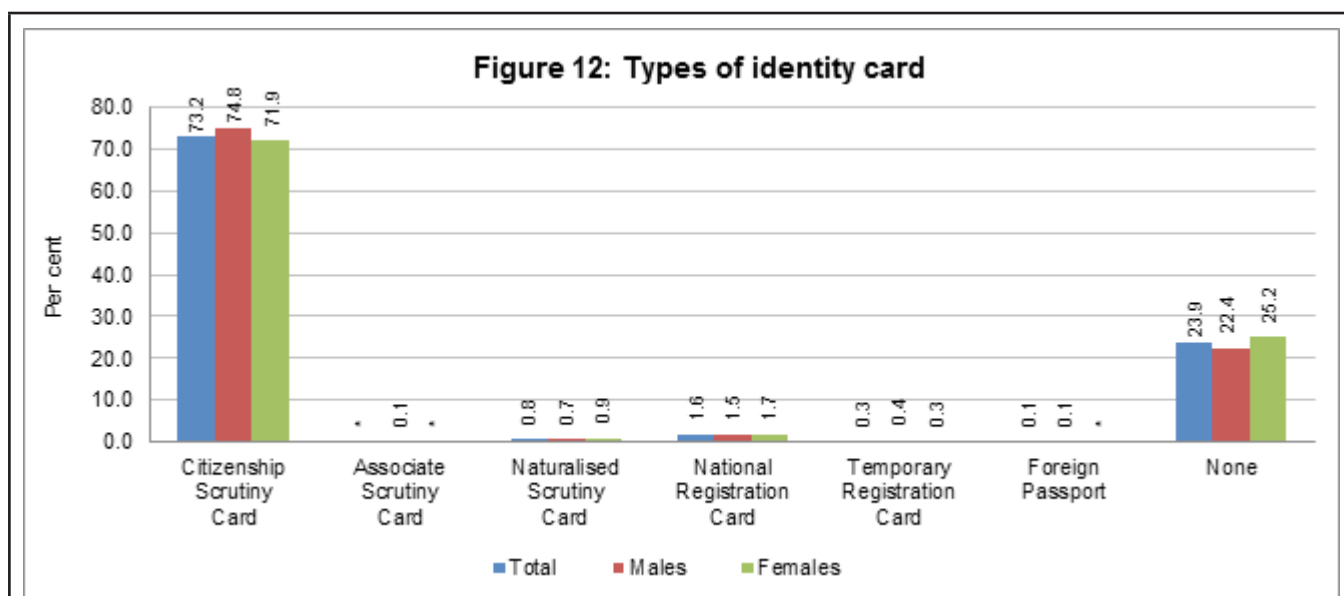 Figure 12: Types of identity card
Per cent
80.0
70.0
60.0
50.0
40.0
30.0
20.0
10.0
0.0
73.2 74.8 71.9
* 0.1 *
0.8 0.7 0.9
1.6 1.5 1.7
0.3 0.4 0.3
0.1 0.1 *
23.9 22.4 25.2
Citizenship
Scrutiny
Card
Associate
Scrutiny
Card
Naturalised
Scrutiny
Card
National
Registration
Card
Temporary
Registration
Card
Foreign
Passport
None
Total Males Females